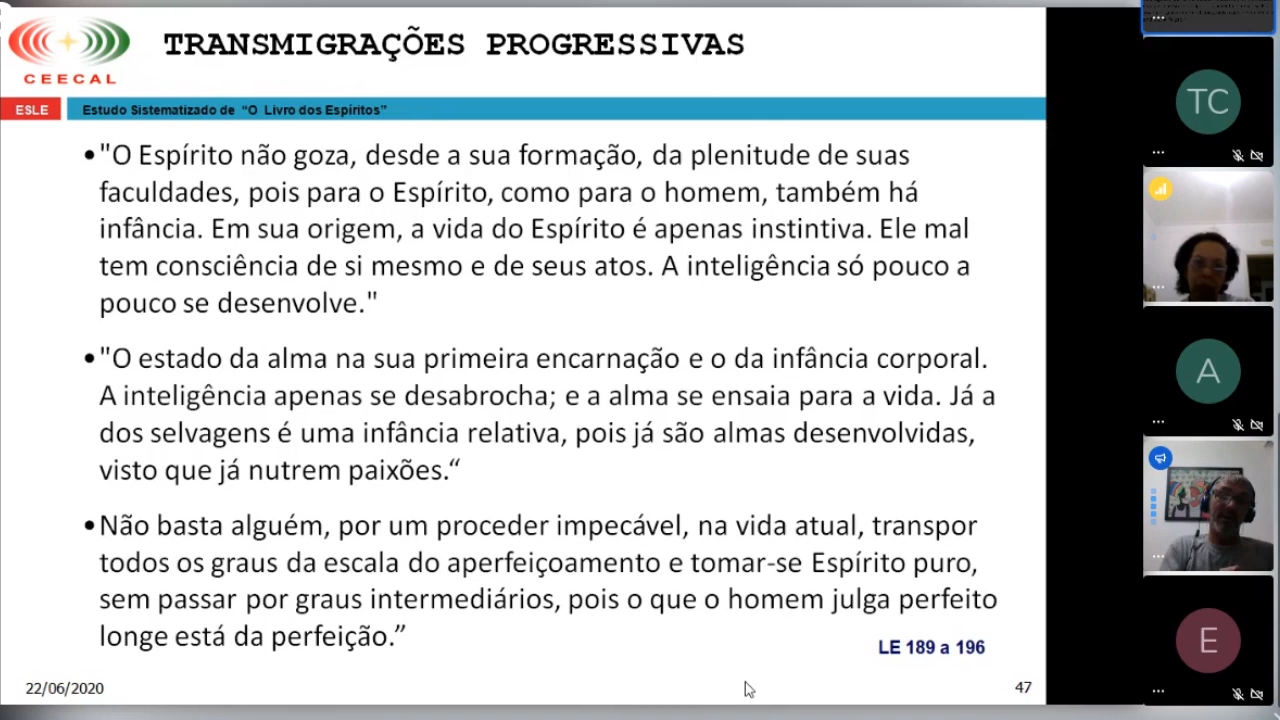 TRANSMIGRAÇÕES PROGRESSIVAS
CEECAL
ESLE
Estudo Sistematizado de "O Livro dos Espíritos"
•"O Espírito não goza, desde a sua formação, da plenitude de suas
faculdades, pois para o Espírito, como para o homem, também há
infância. Em sua origem, a vida do Espírito é apenas instintiva. Ele mal
tem consciência de si mesmo e de seus atos. A inteligência só pouco a
pouco se desenvolve."
•"O estado da alma na sua primeira encarnação e o da infância corporal.
A inteligência apenas se desabrocha; e a alma se ensaia para a vida. Já a
dos selvagens é uma infância relativa, pois já são almas desenvolvidas,
visto que já nutrem paixões.“
•Não basta alguém, por um proceder impecável, na vida atual, transpor
todos os graus da escala do aperfeiçoamento e tomar-se Espírito puro,
sem passar por graus intermediários, pois o que o homem julga perfeito
longe está da perfeição.”
LE 189 a 196
22/06/2020
47
TC
A
E